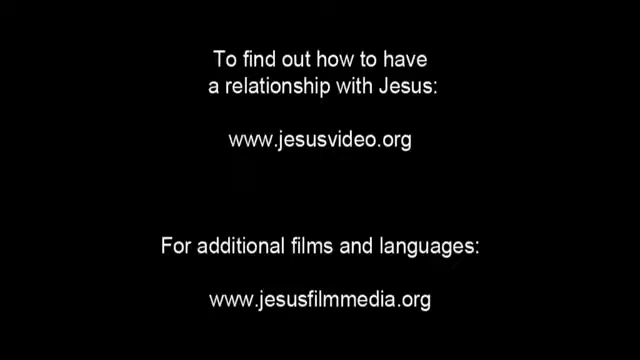 To find out how to have
a relationship with Jesus:
www.jesusvideo.org
For additional films and languages:
www.jesusfilmmedia.org